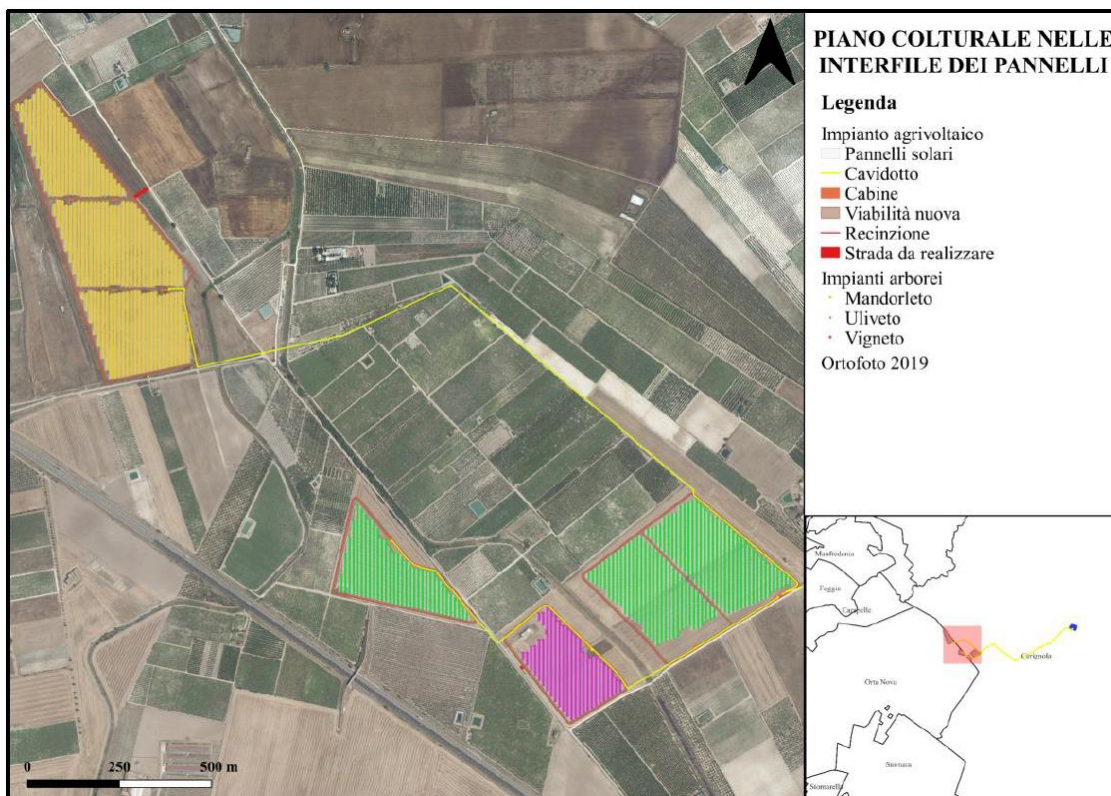 PIANO COLTURALE NELLE
INTERFILE DEI PANNELLI
Legenda
Impianto agrivoltaico
Pannelli solari
Cavidotto
Cabine
Viabilità nuova
Recinzione
Strada da realizzare
Impianti arborei
Mandorleto
Uliveto
Vigneto
Ortofoto 2019
Manfredonia
Foggia
Carapelle
Cerignola
Orta Nova
Stornara
Stornarella
0 250 500 m